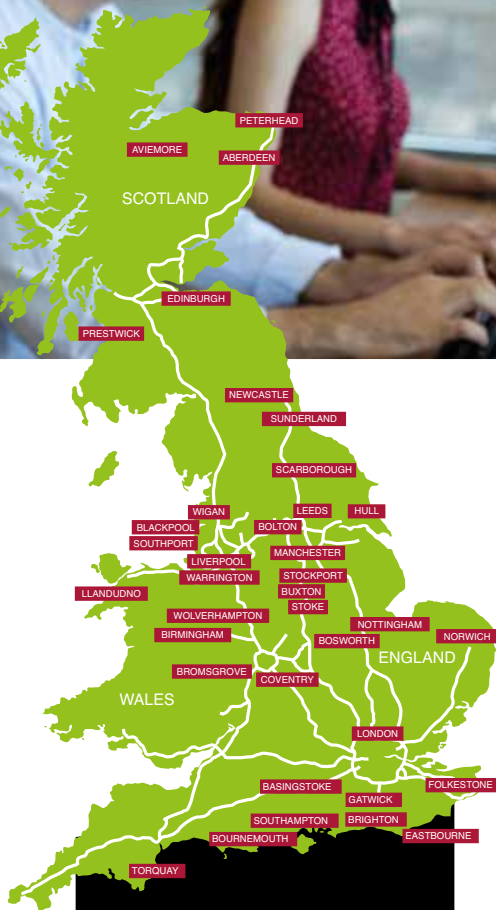 PETERHEAD
AVIEMORE
ABERDEEN
SCOTLAND
EDINBURGH
PRESTWICK
NEWCASTLE
SUNDERLAND
SCARBOROUGH
WIGAN
LEEDS
HULL
BLACKPOOL
BOLTON
SOUTHPORT
MANCHESTER
LIVERPOOL
WARRINGTON
STOCKPORT
LLANDUDNO
BUXTON
STOKE
WOLVERHAMPTON
NOTTINGHAM
BIRMINGHAM
BOSWORTH
NORWICH
ENGLAND
BROMSGROVE
COVENTRY
WALES
LONDON
BASINGSTOKE
FOLKESTONE
GATWICK
SOUTHAMPTON
BRIGHTON
BOURNEMOUTH
EASTBOURNE
TORQUAY